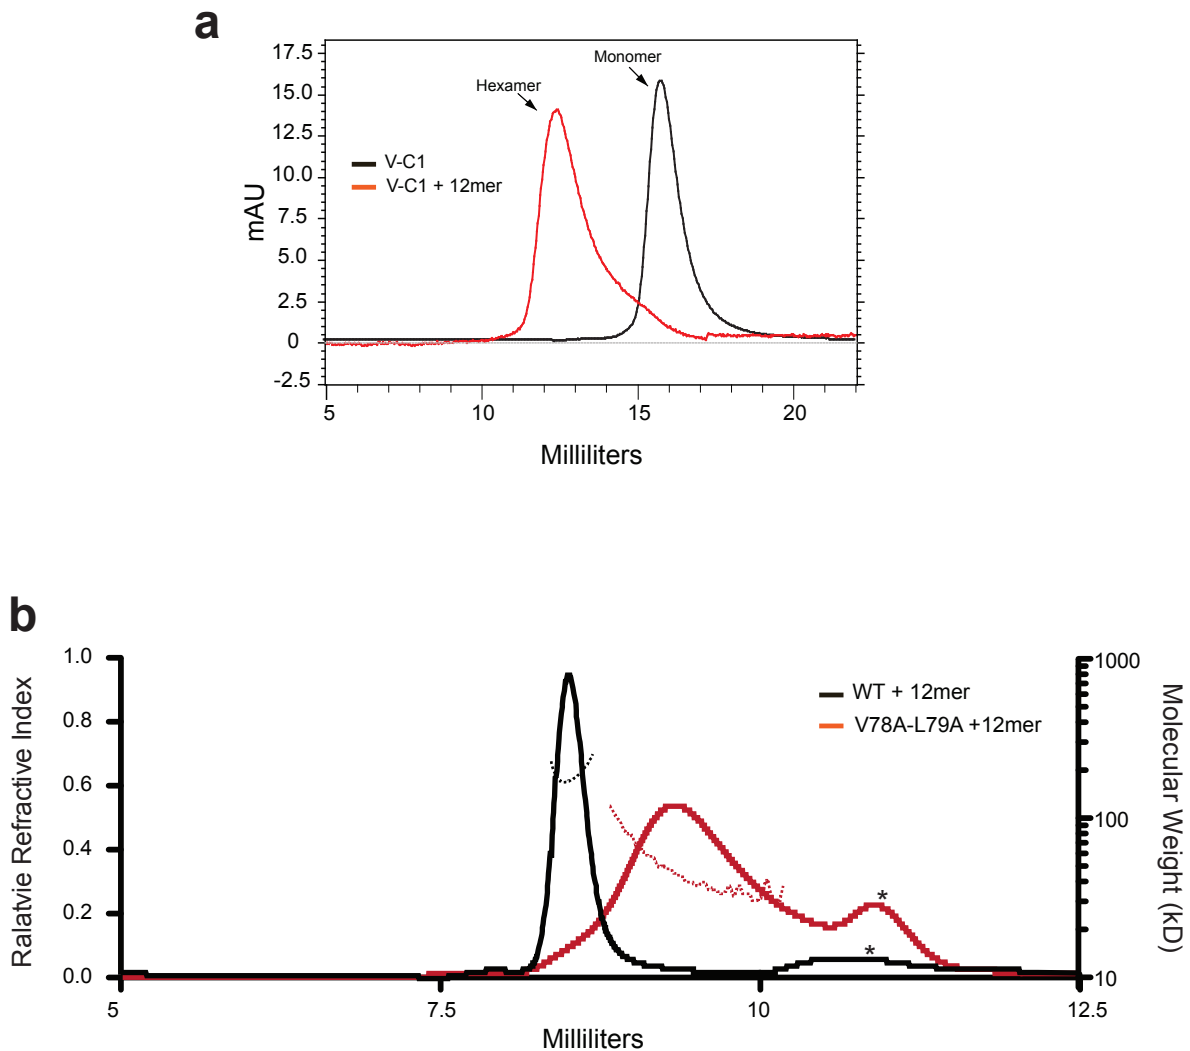 a
17.5
15.0
12.5
10.0
7.5
5.0
2.5
0
-2.5
mAU
Hexamer
Monomer
V-C1
V-C1 + 12mer
5
10
15
20
Milliliters
b
1.0
0.8
0.6
0.4
0.2
0.0
Ralatvie Refractive Index
WT + 12mer
V78A-L79A +12mer
*
*
1000
100
10
Molecular Weight (kD)
5
7.5
10
12.5
Milliliters